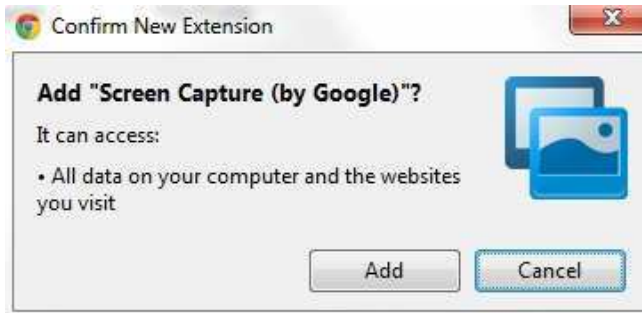 Confirm New Extension
Add "Screen Capture (by Google)"?
It can access:
• All data on your computer and the websites
you visit
Add
Cancel